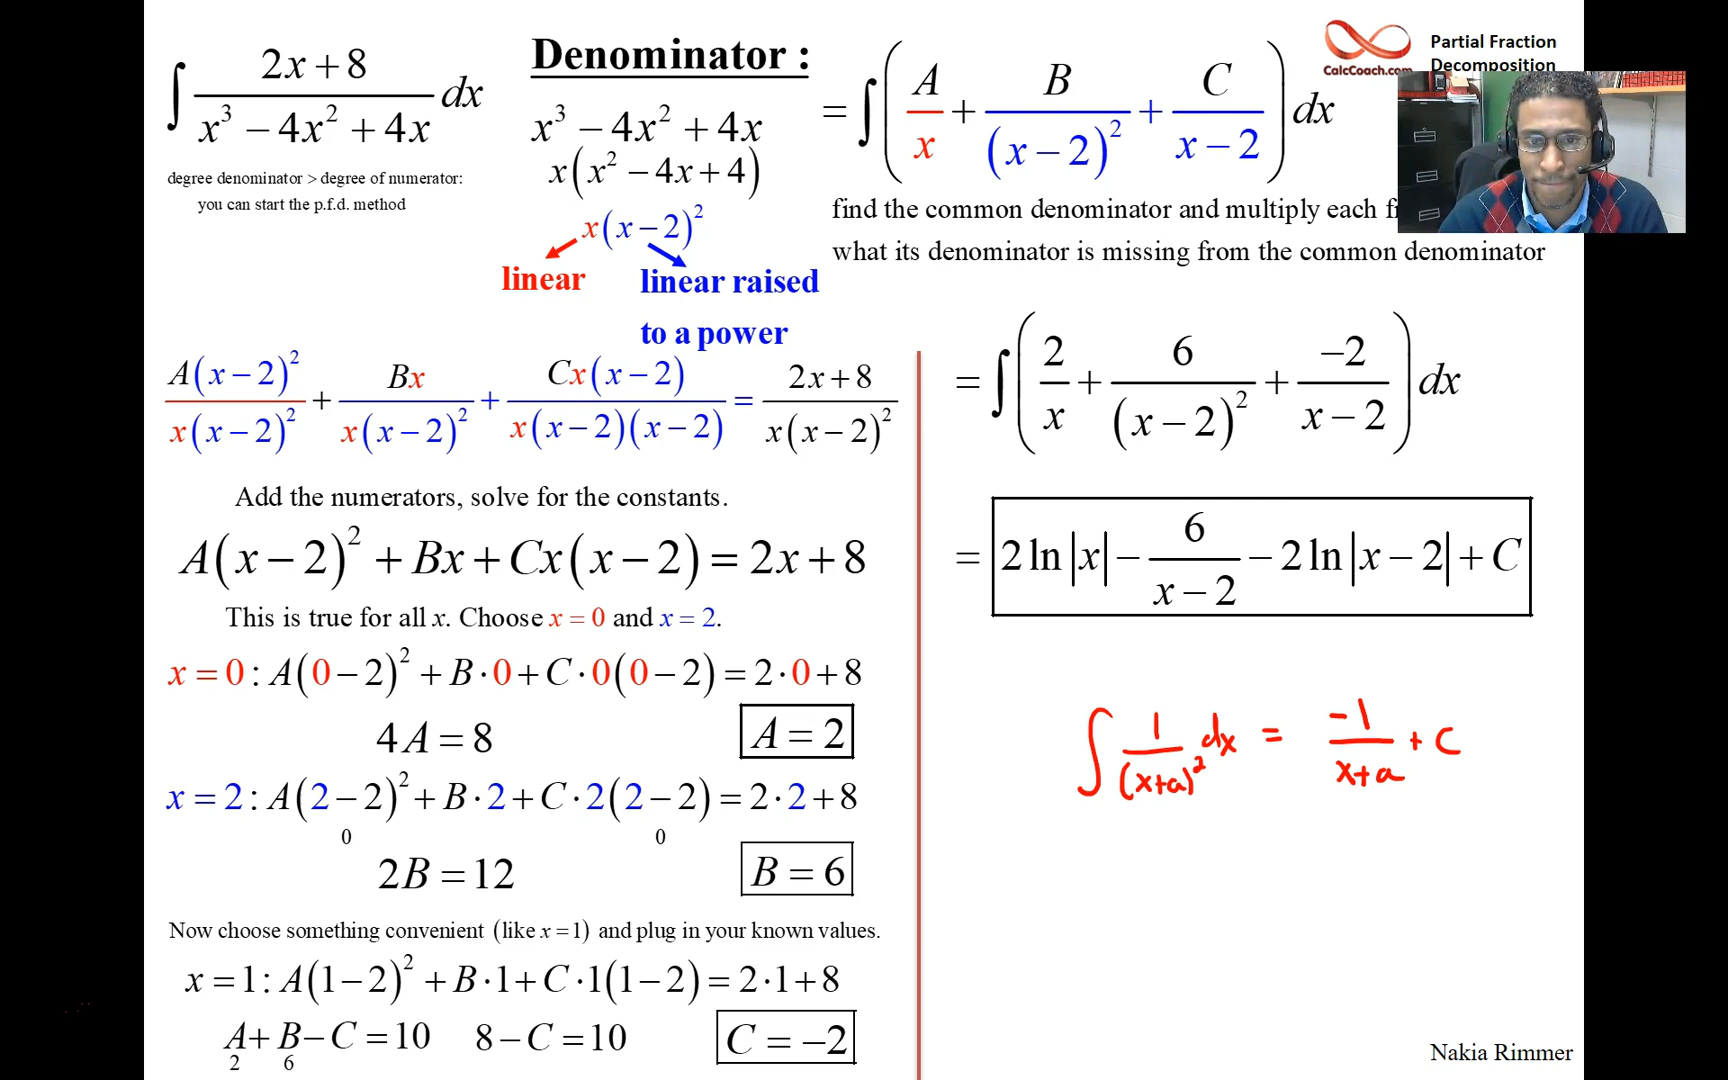 ∫ (2x+8)/(x³ − 4x² + 4x) dx
degree denominator > degree of numerator:
you can start the p.f.d. method
Denominator :
x³ − 4x² + 4x
x(x² − 4x + 4)
x(x − 2)²
linear
linear raised
to a power
= ∫ ( A/x + B/(x − 2)² + C/(x − 2) ) dx
CalcCoach.com
Partial Fraction
Decomposition
find the common denominator and multiply each
what its denominator is missing from the common denominator
A(x − 2)²/x(x − 2)² + Bx/x(x − 2)² + Cx(x − 2)/x(x − 2)(x − 2) = 2x + 8/x(x − 2)²
Add the numerators, solve for the constants.
A(x − 2)² + Bx + Cx(x − 2) = 2x + 8
This is true for all x. Choose x = 0 and x = 2.
x = 0 : A(0 − 2)² + B · 0 + C · 0(0 − 2) = 2 · 0 + 8
4A = 8 A = 2
x = 2 : A(2 − 2)² + B · 2 + C · 2(2 − 2) = 2 · 2 + 8
0 0
2B = 12 B = 6
Now choose something convenient (like x = 1) and plug in your known values.
x = 1 : A(1 − 2)² + B · 1 + C · 1(1 − 2) = 2 · 1 + 8
A + B − C = 10 8 − C = 10 C = −2
2 6
= ∫ ( 2/x + 6/(x − 2)² + −2/(x − 2) ) dx
= 2 ln|x| − 6/(x − 2) − 2 ln|x − 2| + C
∫ 1/(x+a)² dx = -1/(x+a) + C
Nakia Rimmer